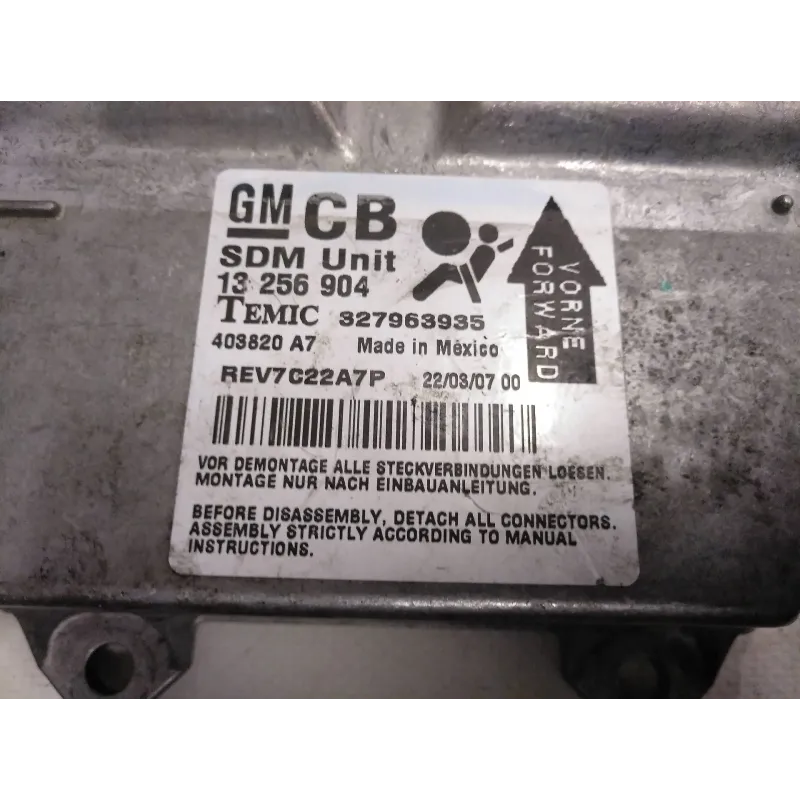 GM CB
SDM Unit
13 256 904
TEMIC 327963935
403820 A7 Made in México
REV7C22A7P 22/03/07 00
VORNE
FORWARD
VOR DEMONTAGE ALLE STECKVERBINDUNGEN LOESEN.
MONTAGE NUR NACH EINBAUANLEITUNG.
BEFORE DISASSEMBLY, DETACH ALL CONNECTORS.
ASSEMBLY STRICTLY ACCORDING TO MANUAL
INSTRUCTIONS.